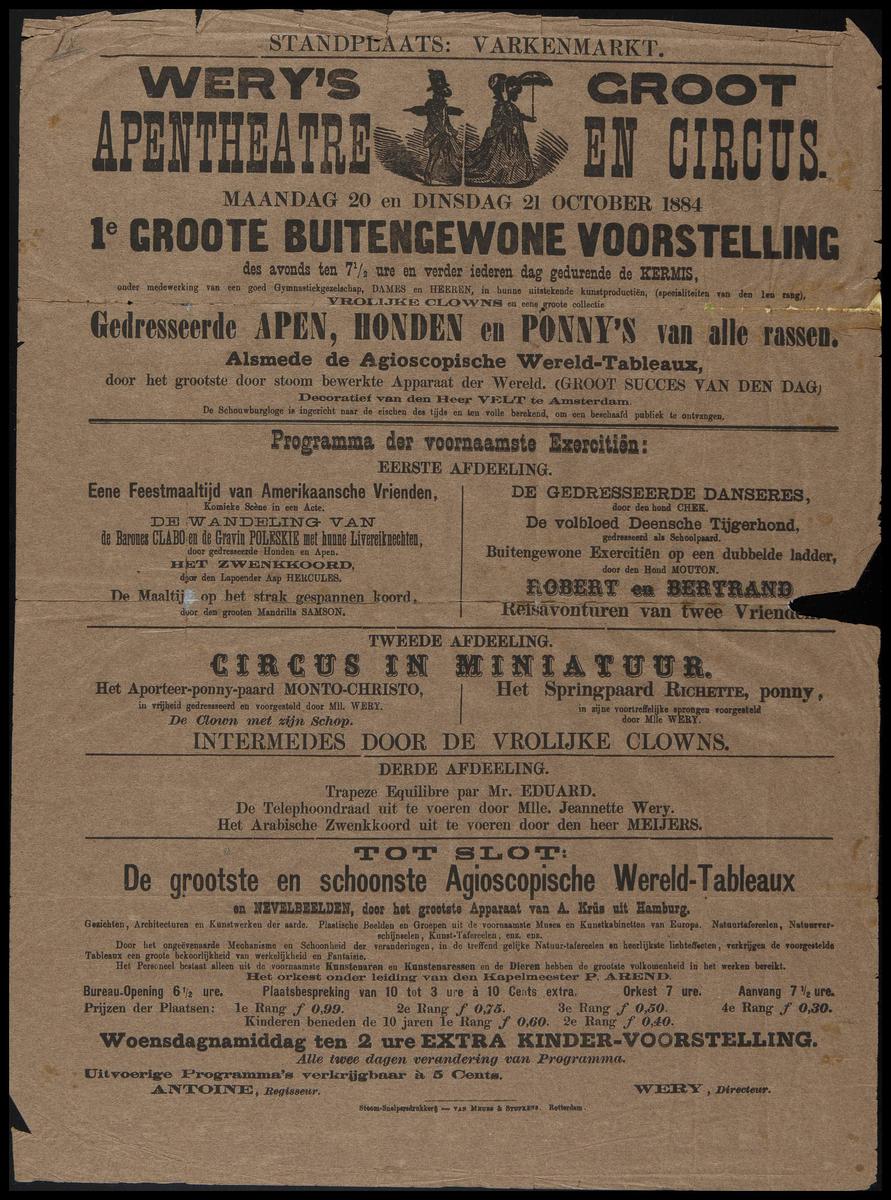 STANDPLAATS: VARKENMARKT.
WERY'S GROOT
APENTHEATRE EN CIRCUS.
MAANDAG 20 en DINSDAG 21 OCTOBER 1884
1e GROOTE BUITENGEWONE VOORSTELLING
des avonds ten 7 1/2 ure en verder iederen dag gedurende de KERMIS,
onder medewerking van een goed Gymnastiekgezelschap, DAMES en HEEREN, in hunne uitstekende kunstproductiën, (specialiteiten van den 1en rang),
VROLIJKE CLOWNS en eene groote collectie
Gedresseerde APEN, HONDEN en PONNY'S van alle rassen.
Alsmede de Agioscopische Wereld-Tableaux,
door het grootste door stoom bewerkte Apparaat der Wereld. (GROOT SUCCES VAN DEN DAG)
Decoratief van den Heer VELT te Amsterdam.
De Schouwburgloge is ingericht naar de eischen des tijds en ten volle berekend, om een beschaafd publiek te ontvangen.
Programma der voornaamste Exercitiën:
EERSTE AFDEELING.
Eene Feestmaaltijd van Amerikaansche Vrienden,
Komieke Scène in een Acte.
DE WANDELING VAN
de Barones CLABO en de Gravin POLESKIE met hunne Livereiknechten,
door gedresseerde Honden en Apen.
HET ZWENKKOORD,
door den Lapoender Aap HERCULES.
De Maaltijd op het strak gespannen koord,
door den grooten Mandrills SAMSON.
DE GEDRESSEERDE DANSERES,
door den hond CHEK.
De volbloed Deensche Tijgerhond,
gedresseerd als Schoolpaard.
Buitengewone Exercitiën op een dubbelde ladder,
door den Hond MOUTON.
ROBERT en BERTRAND
Reisavonturen van twee Vrienden.
TWEEDE AFDEELING.
CIRCUS IN MINIATUUR.
Het Aporteer-ponny-paard MONTO-CHRISTO,
in vrijheid gedresseerd en voorgesteld door Mll. WERY.
De Clown met zijn Schop.
Het Springpaard RICHETTE, ponny,
in zijne voortreffelijke sprongen voorgesteld
door Mlle WERY.
INTERMEDES DOOR DE VROLIJKE CLOWNS.
DERDE AFDEELING.
Trapeze Equilibre par Mr. EDUARD.
De Telephoondraad uit te voeren door Mlle. Jeannette Wery.
Het Arabische Zwenkkoord uit te voeren door den heer MEIJERS.
TOT SLOT:
De grootste en schoonste Agioscopische Wereld-Tableaux
en NEVELBEELDEN, door het grootste Apparaat van A. Krüs uit Hamburg.
Gezichten, Architecturen en Kunstwerken der aarde. Plastische Beelden en Groepen uit de voornaamste Musea en Kunstkabinetten van Europa. Natuurtafereelen, Natuurver-
schijnselen, Kunst-Tafereelen, enz. enz.
Door het ongeëvenaarde Mechanisme en Schoonheid der veranderingen, in de treffend gelijke Natuur-tafereelen en heerlijkste lichteffecten, verkrijgen de voorgestelde
Tableaux een groote bekoorlijkheid van werkelijkheid en Fantaisie.
Het Personeel bestaat alleen uit de voornaamste Kunstenaren en Kunstenaressen en de Dieren hebben de grootste volkomenheid in het werken bereikt.
Het orkest onder leiding van den Kapelmeester P. AREND.
Bureau-Opening 6 1/2 ure. Plaatsbespreking van 10 tot 3 ure à 10 Cents extra. Orkest 7 ure. Aanvang 7 1/2 ure.
Prijzen der Plaatsen: 1e Rang f 0,99. 2e Rang f 0,75. 3e Rang f 0,50. 4e Rang f 0,30.
Kinderen beneden de 10 jaren 1e Rang f 0,60. 2e Rang f 0,40.
Woensdagnamiddag ten 2 ure EXTRA KINDER-VOORSTELLING.
Alle twee dagen verandering van Programma.
Uitvoerige Programma's verkrijgbaar à 5 Cents.
ANTOINE, Regisseur. WERY, Directeur.
Stoom-Snelpersdrukkerij — VAN MEURS & STUFKENS. Rotterdam.